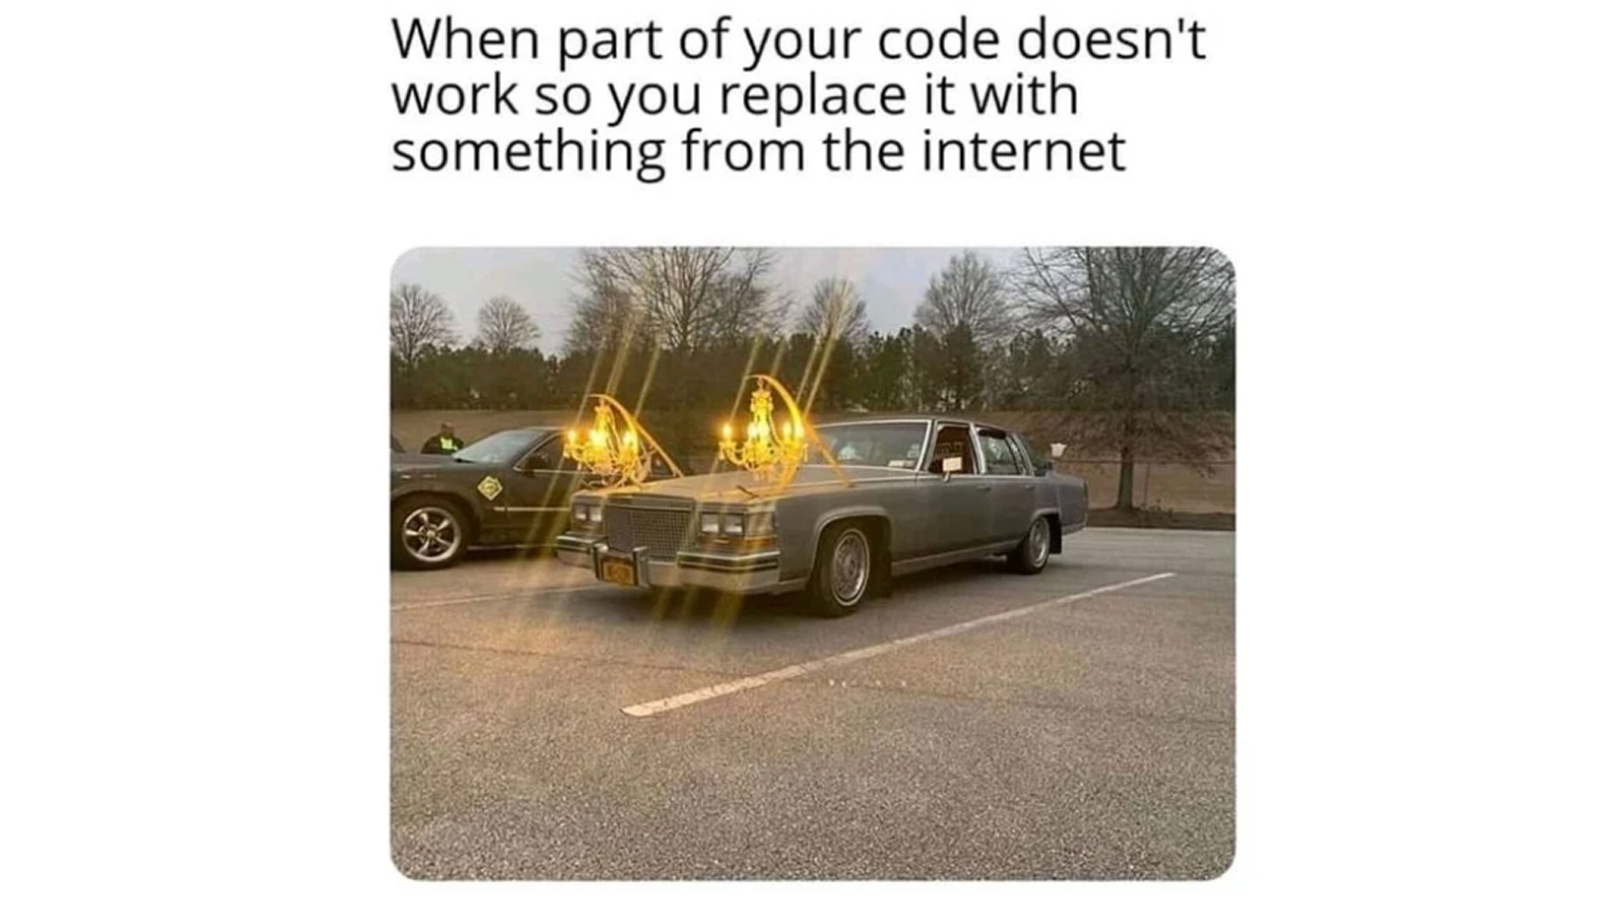 When part of your code doesn't
work so you replace it with
something from the internet